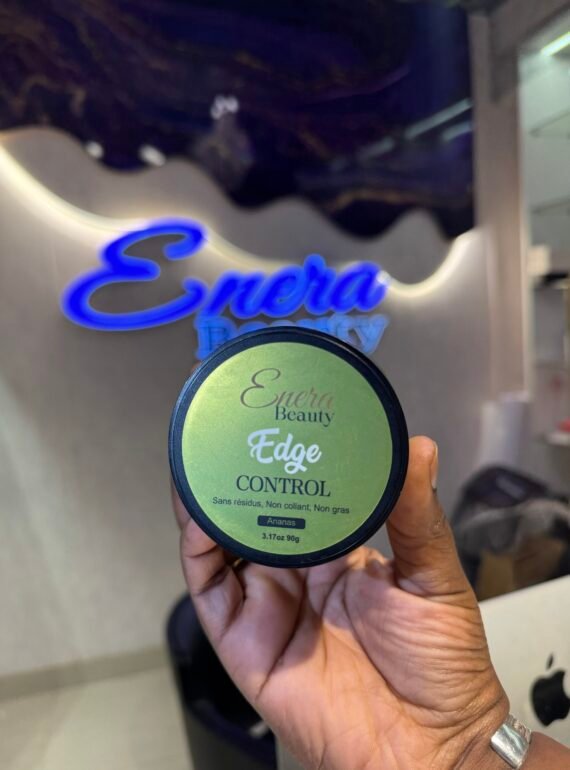 Enera
Beauty
Enera
Beauty
Edge
CONTROL
Sans résidus, Non collant, Non gras
Ananas
3.17oz 90g